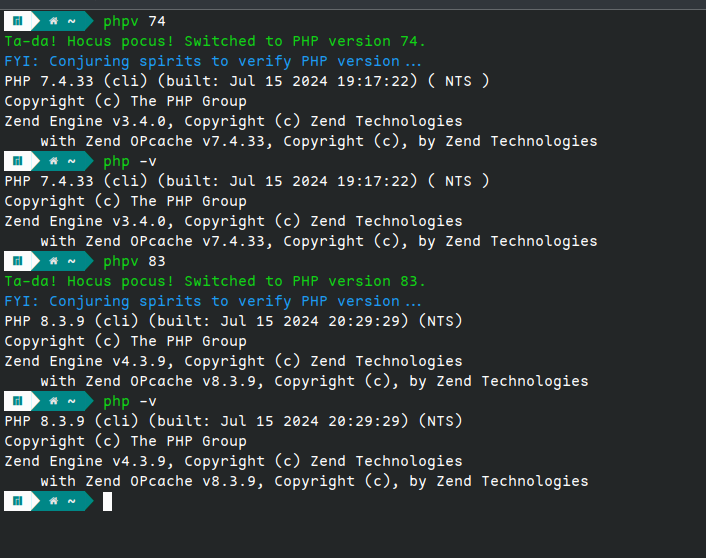 ~ phpv 74
Ta-da! Hocus pocus! Switched to PHP version 74.
FYI: Conjuring spirits to verify PHP version...
PHP 7.4.33 (cli) (built: Jul 15 2024 19:17:22) ( NTS )
Copyright (c) The PHP Group
Zend Engine v3.4.0, Copyright (c) Zend Technologies
    with Zend OPcache v7.4.33, Copyright (c), by Zend Technologies
~ php -v
PHP 7.4.33 (cli) (built: Jul 15 2024 19:17:22) ( NTS )
Copyright (c) The PHP Group
Zend Engine v3.4.0, Copyright (c) Zend Technologies
    with Zend OPcache v7.4.33, Copyright (c), by Zend Technologies
~ phpv 83
Ta-da! Hocus pocus! Switched to PHP version 83.
FYI: Conjuring spirits to verify PHP version...
PHP 8.3.9 (cli) (built: Jul 15 2024 20:29:29) (NTS)
Copyright (c) The PHP Group
Zend Engine v4.3.9, Copyright (c) Zend Technologies
    with Zend OPcache v8.3.9, Copyright (c), by Zend Technologies
~ php -v
PHP 8.3.9 (cli) (built: Jul 15 2024 20:29:29) (NTS)
Copyright (c) The PHP Group
Zend Engine v4.3.9, Copyright (c) Zend Technologies
    with Zend OPcache v8.3.9, Copyright (c), by Zend Technologies
~